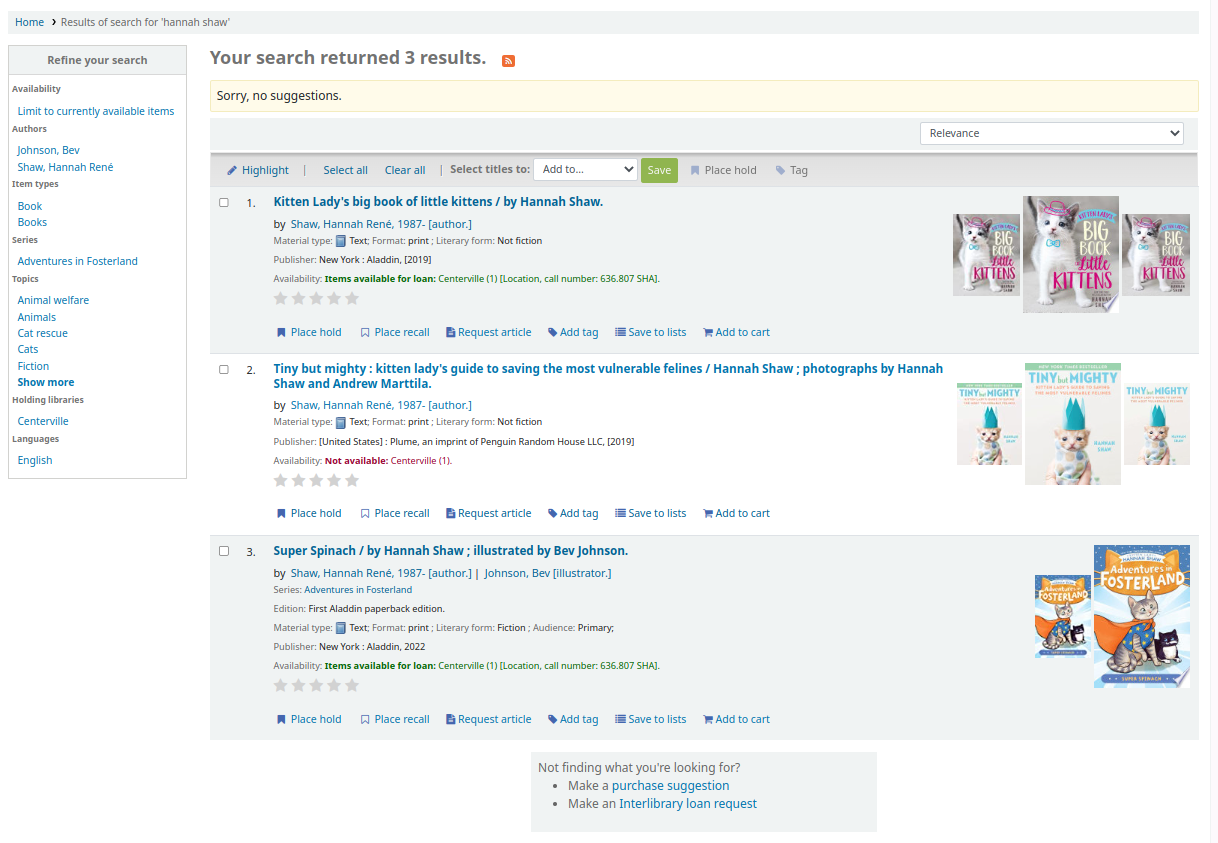 Home › Results of search for 'hannah shaw'
Refine your search
Availability
Limit to currently available items
Authors
Johnson, Bev
Shaw, Hannah René
Item types
Book
Books
Series
Adventures in Fosterland
Topics
Animal welfare
Animals
Cat rescue
Cats
Fiction
Show more
Holding libraries
Centerville
Languages
English
Your search returned 3 results.
Sorry, no suggestions.
Relevance
Highlight | Select all Clear all | Select titles to: Add to... Save Place hold Tag
1. Kitten Lady's big book of little kittens / by Hannah Shaw.
by Shaw, Hannah René, 1987- [author.]
Material type: Text; Format: print ; Literary form: Not fiction
Publisher: New York : Aladdin, [2019]
Availability: Items available for loan: Centerville (1) [Location, call number: 636.807 SHA].
Place hold Place recall Request article Add tag Save to lists Add to cart
KITTEN LADY'S
BIG
BOOK
of Little
KITTENS
2. Tiny but mighty : kitten lady's guide to saving the most vulnerable felines / Hannah Shaw ; photographs by Hannah
Shaw and Andrew Marttila.
by Shaw, Hannah René, 1987- [author.]
Material type: Text; Format: print ; Literary form: Not fiction
Publisher: [United States] : Plume, an imprint of Penguin Random House LLC, [2019]
Availability: Not available: Centerville (1).
Place hold Place recall Request article Add tag Save to lists Add to cart
TINY but MIGHTY
KITTEN LADY'S GUIDE TO SAVING
THE MOST VULNERABLE FELINES
HANNAH
SHAW
3. Super Spinach / by Hannah Shaw ; illustrated by Bev Johnson.
by Shaw, Hannah René, 1987- [author.] | Johnson, Bev [illustrator.]
Series: Adventures in Fosterland
Edition: First Aladdin paperback edition.
Material type: Text; Format: print ; Literary form: Fiction ; Audience: Primary;
Publisher: New York : Aladdin, 2022
Availability: Items available for loan: Centerville (1) [Location, call number: 636.807 SHA].
Place hold Place recall Request article Add tag Save to lists Add to cart
HANNAH SHAW
Adventures in
FOSTERLAND
SUPER SPINACH
Not finding what you're looking for?
• Make a purchase suggestion
• Make an Interlibrary loan request